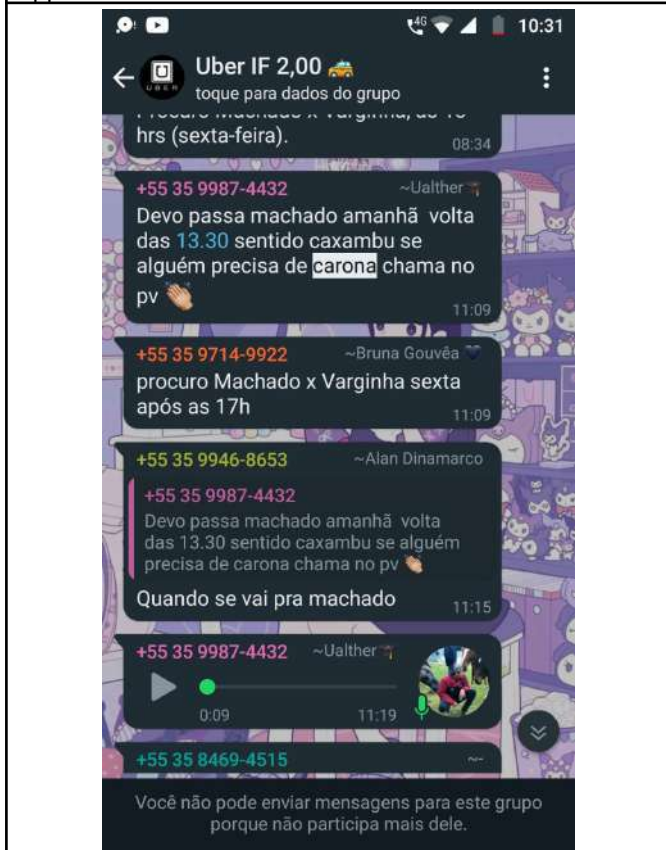 4G 10:31
Uber IF 2,00 🚕
UBER
toque para dados do grupo
hrs (sexta-feira).
08:34
+55 35 9987-4432 ~Ualther
Devo passa machado amanhã volta
das 13.30 sentido caxambu se
alguém precisa de carona chama no
pv 👏🏼
11:09
+55 35 9714-9922 ~Bruna Gouvêa
procuro Machado x Varginha sexta
após as 17h
11:09
+55 35 9946-8653 ~Alan Dinamarco
+55 35 9987-4432
Devo passa machado amanhã volta
das 13.30 sentido caxambu se alguém
precisa de carona chama no pv 👏🏼
Quando se vai pra machado
11:15
+55 35 9987-4432 ~Ualther
0:09 11:19
+55 35 8469-4515 ~-
Você não pode enviar mensagens para este grupo
porque não participa mais dele.